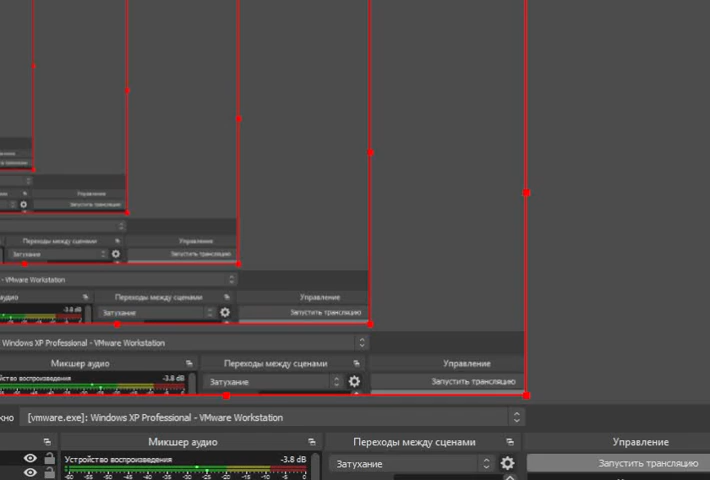 Управление
Запустить трансляцию
Переходы между сценами
Управление
Затухание
Запустить трансляцию
- VMware Workstation
аудио
Переходы между сценами
Управление
-3.8 dB
Затухание
Запустить трансляцию
Windows XP Professional - VMware Workstation
Микшер аудио
Переходы между сценами
Управление
йство воспроизведения
-3.8 dB
Затухание
Запустить трансляцию
кно
[vmware.exe]: Windows XP Professional - VMware Workstation
Микшер аудио
Переходы между сценами
Управление
Устройство воспроизведения
-3.8 dB
Затухание
Запустить трансляцию